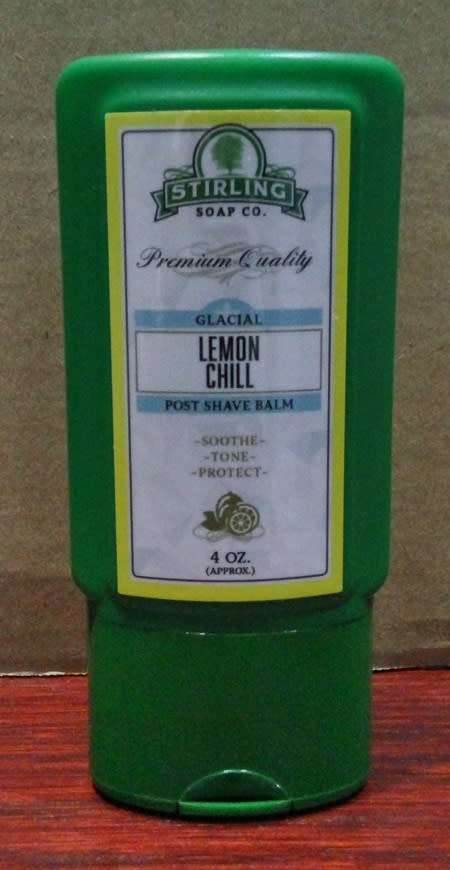 STIRLING
SOAP CO.
Premium Quality
GLACIAL
LEMON
CHILL
POST SHAVE BALM
-SOOTHE-
-TONE-
-PROTECT-
4 OZ.
(APPROX.)